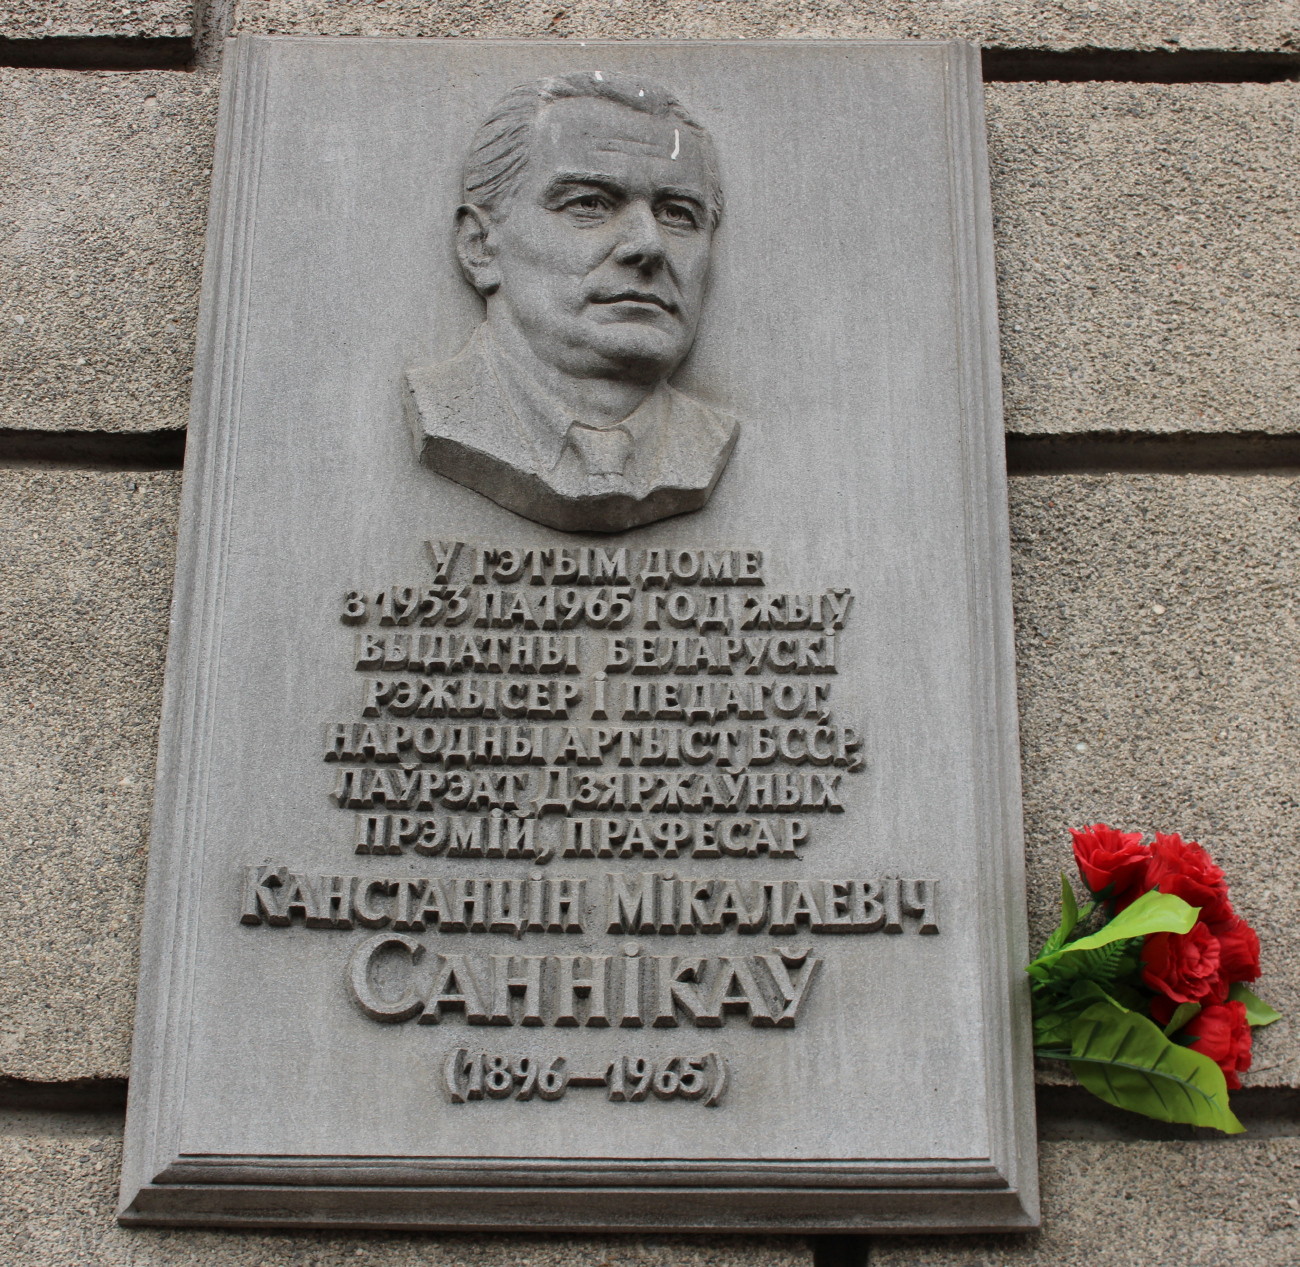 У ГЭТЫМ ДОМЕ
З 1953 ПА 1965 ГОД ЖЫЎ
ВЫДАТНЫ БЕЛАРУСКІ
РЭЖЫСЕР І ПЕДАГОГ,
НАРОДНЫ АРТЫСТ БССР,
ЛАЎРЭАТ ДЗЯРЖАЎНЫХ
ПРЭМІЙ, ПРАФЕСАР
КАНСТАНЦІН МІКАЛАЕВІЧ
САННІКАЎ
(1896—1965)